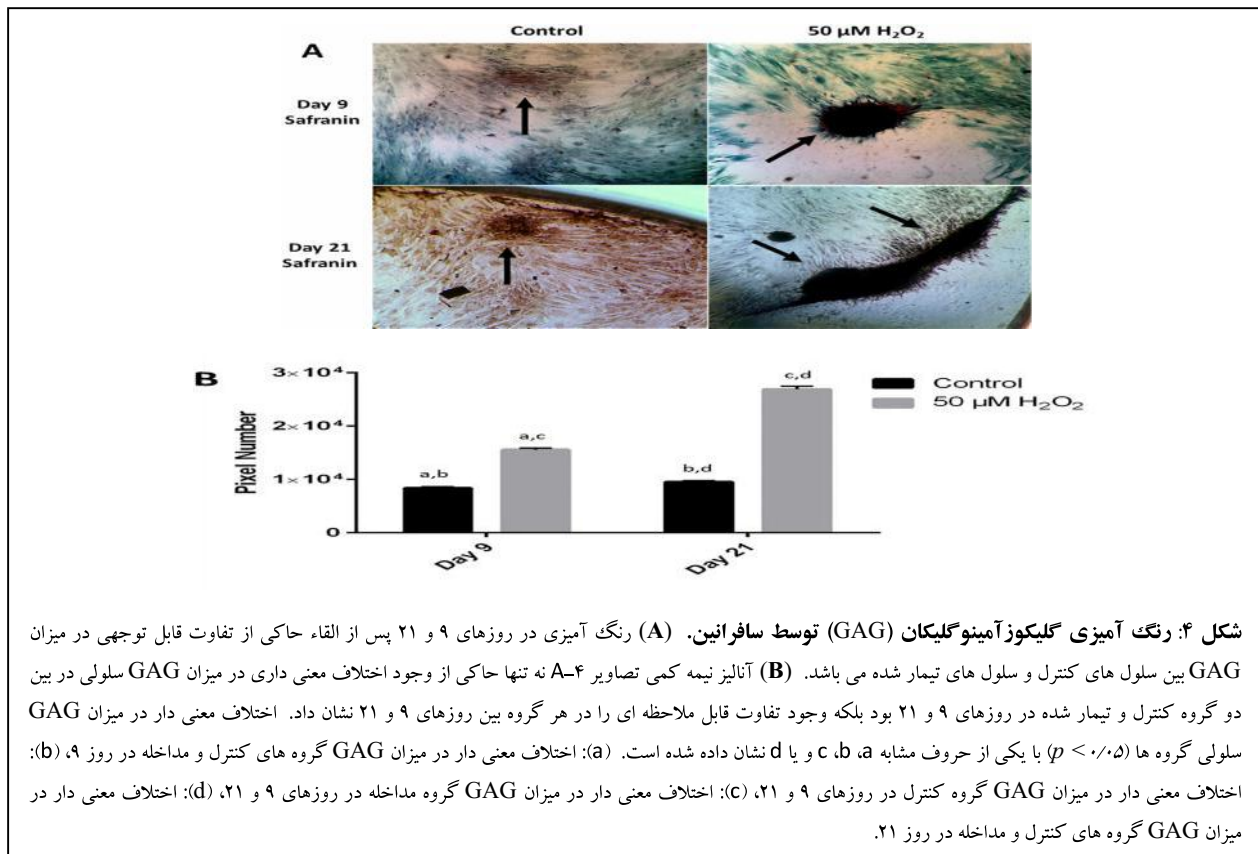 Control
50 µM H₂O₂
A
Day 9
Safranin
Day 21
Safranin
B
3× 10⁴
2× 10⁴
1× 10⁴
0
Pixel Number
a,b
a,c
b,d
c,d
Day 9
Day 21
Control
50 µM H₂O₂
شکل ۴: رنگ آمیزی گلیکوزآمینوگلیکان (GAG) توسط سافرانین. (A) رنگ آمیزی در روزهای ۹ و ۲۱ پس از القاء حاکی از تفاوت قابل توجهی در میزان
GAG بین سلول های کنترل و سلول های تیمار شده می باشد. (B) آنالیز نیمه کمی تصاویر A-۴ نه تنها حاکی از وجود اختلاف معنی داری در میزان GAG سلولی در بین
دو گروه کنترل و تیمار شده در روزهای ۹ و ۲۱ بود بلکه وجود تفاوت قابل ملاحظه ای را در هر گروه بین روزهای ۹ و ۲۱ نشان داد. اختلاف معنی دار در میزان GAG
سلولی گروه ها (p < ۰/۰۵) با یکی از حروف مشابه c ،b ،a و یا d نشان داده شده است. (a): اختلاف معنی دار در میزان GAG گروه های کنترل و مداخله در روز ۹، (b):
اختلاف معنی دار در میزان GAG گروه کنترل در روزهای ۹ و ۲۱، (c): اختلاف معنی دار در میزان GAG گروه مداخله در روزهای ۹ و ۲۱، (d): اختلاف معنی دار در
میزان GAG گروه های کنترل و مداخله در روز ۲۱.